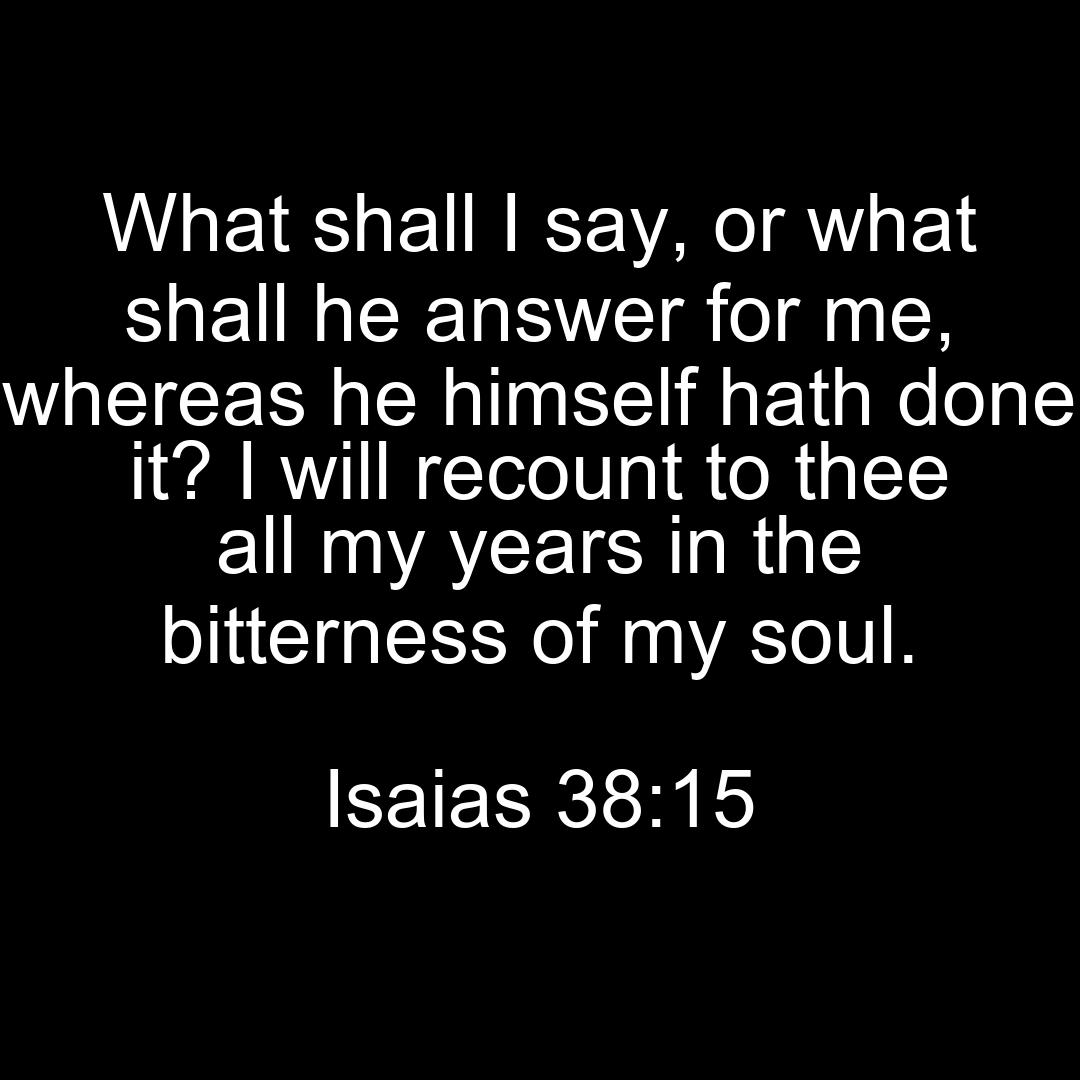 What shall I say, or what
shall he answer for me,
whereas he himself hath done
it? I will recount to thee
all my years in the
bitterness of my soul.
Isaias 38:15